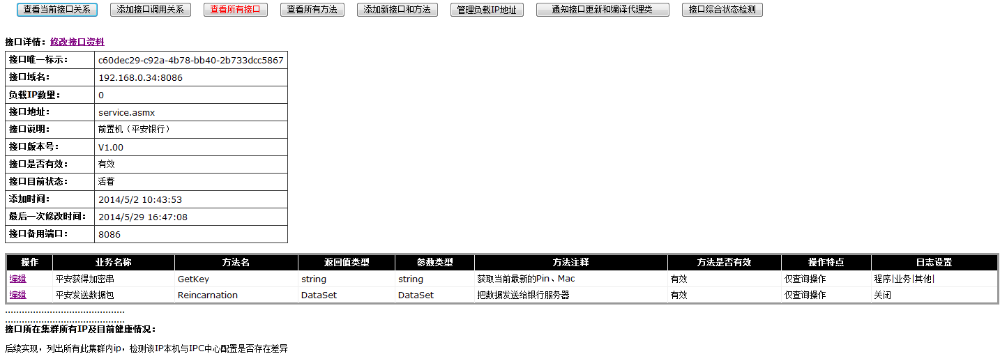 查看当前接口关系 添加接口调用关系 查看所有接口 查看所有方法 添加新接口和方法 管理负载IP地址 通知接口更新和编译代理类 接口综合状态检测
接口详情：修改接口资料
接口唯一标示： c60dec29-c92a-4b78-bb40-2b733dcc5867
接口域名： 192.168.0.34:8086
负载IP数量： 0
接口地址： service.asmx
接口说明： 前置机（平安银行）
接口版本号： V1.00
接口是否有效： 有效
接口目前状态： 活着
添加时间： 2014/5/2 10:43:53
最后一次修改时间： 2014/5/29 16:47:08
接口备用端口： 8086
操作 业务名称 方法名 返回值类型 参数类型 方法注释 方法是否有效 操作特点 日志设置
编辑 平安获得加密串 GetKey string string 获取当前最新的Pin、Mac 有效 仅查询操作 程序|业务|其他|
编辑 平安发送数据包 Reincarnation DataSet DataSet 把数据发送给银行服务器 有效 仅查询操作 关闭
接口所在集群所有IP及目前健康情况：
后续实现，列出所有此集群内ip，检测该IP本机与IPC中心配置是否存在差异